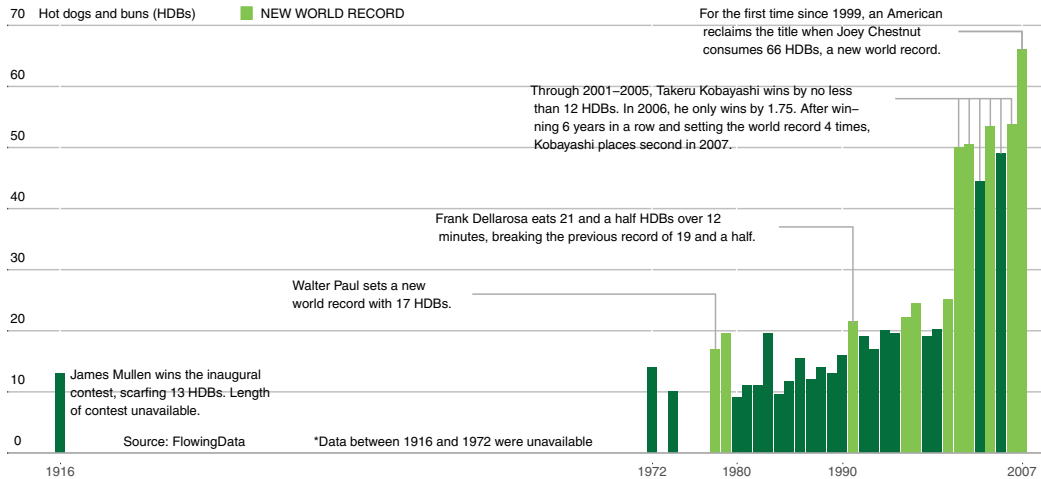 70 Hot dogs and buns (HDBs) NEW WORLD RECORD
For the first time since 1999, an American
reclaims the title when Joey Chestnut
consumes 66 HDBs, a new world record.
60
Through 2001–2005, Takeru Kobayashi wins by no less
than 12 HDBs. In 2006, he only wins by 1.75. After win–
ning 6 years in a row and setting the world record 4 times,
Kobayashi places second in 2007.
50
40
Frank Dellarosa eats 21 and a half HDBs over 12
minutes, breaking the previous record of 19 and a half.
30
Walter Paul sets a new
world record with 17 HDBs.
20
James Mullen wins the inaugural
contest, scarfing 13 HDBs. Length
of contest unavailable.
10
0 Source: FlowingData *Data between 1916 and 1972 were unavailable
1916 1972 1980 1990 2007